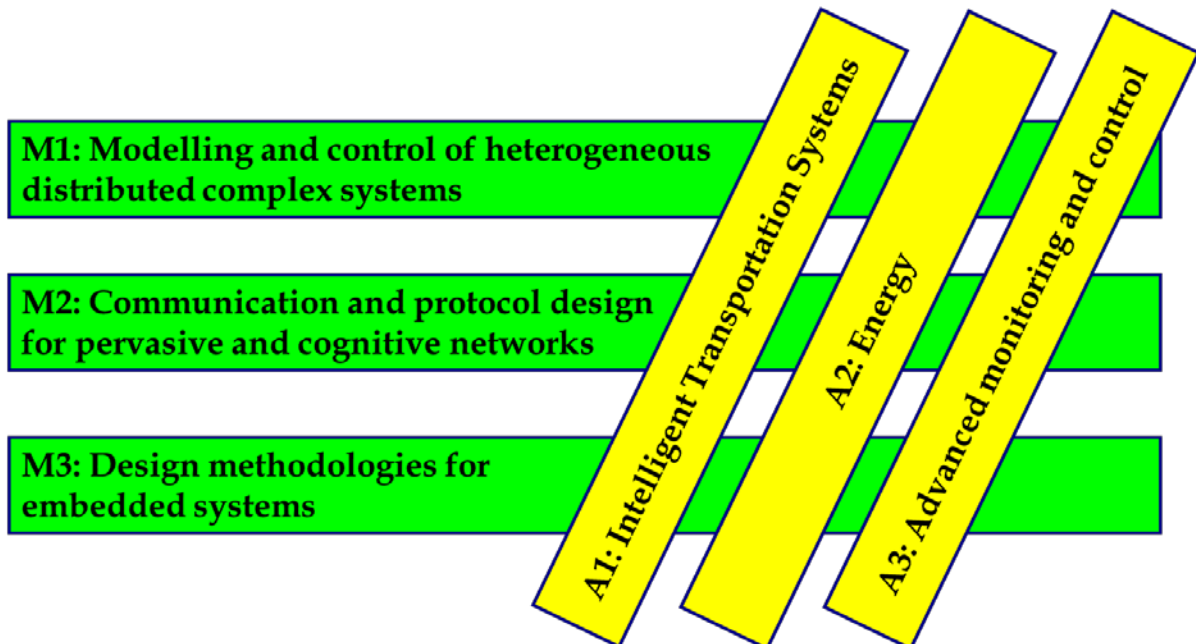 M1: Modelling and control of heterogeneous
distributed complex systems
M2: Communication and protocol design
for pervasive and cognitive networks
M3: Design methodologies for
embedded systems
A1: Intelligent Transportation Systems
A2: Energy
A3: Advanced monitoring and control